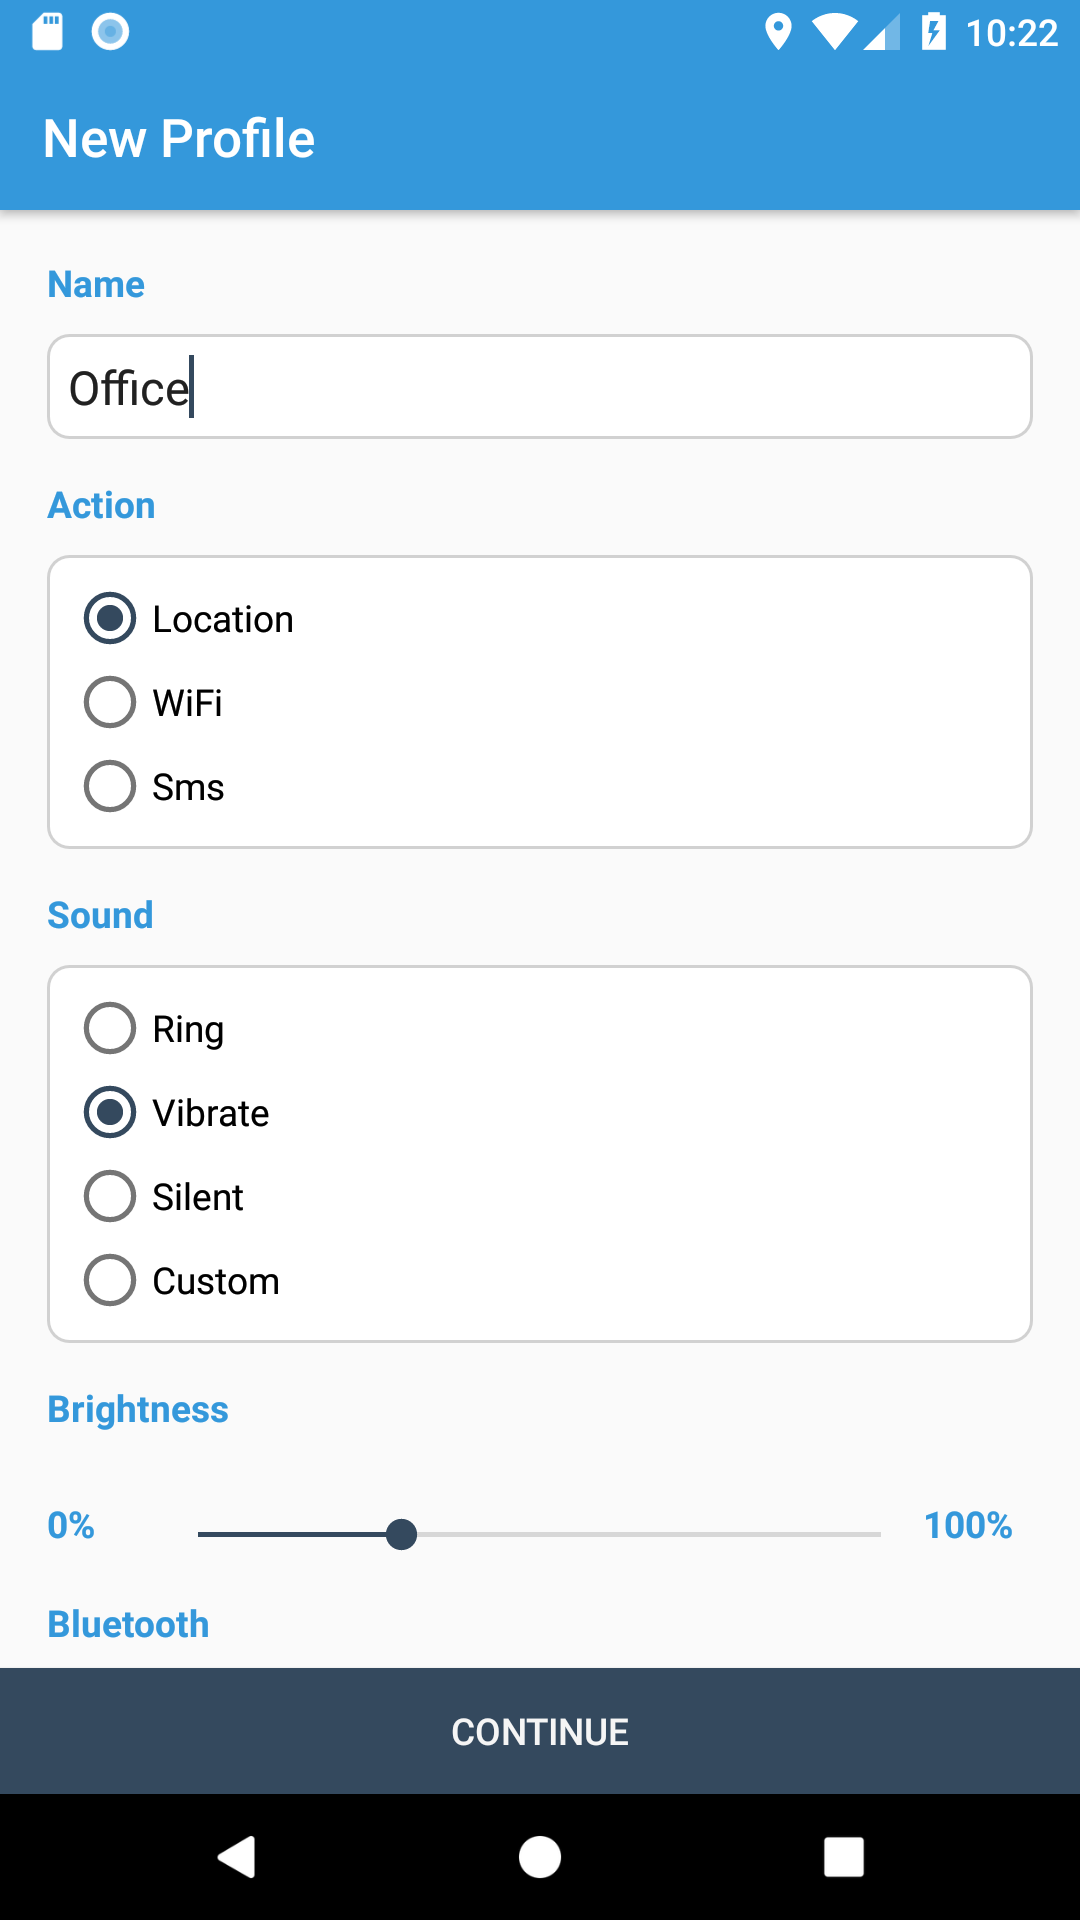 10:22
New Profile
Name
Office
Action
Location
WiFi
Sms
Sound
Ring
Vibrate
Silent
Custom
Brightness
0% 100%
Bluetooth
CONTINUE